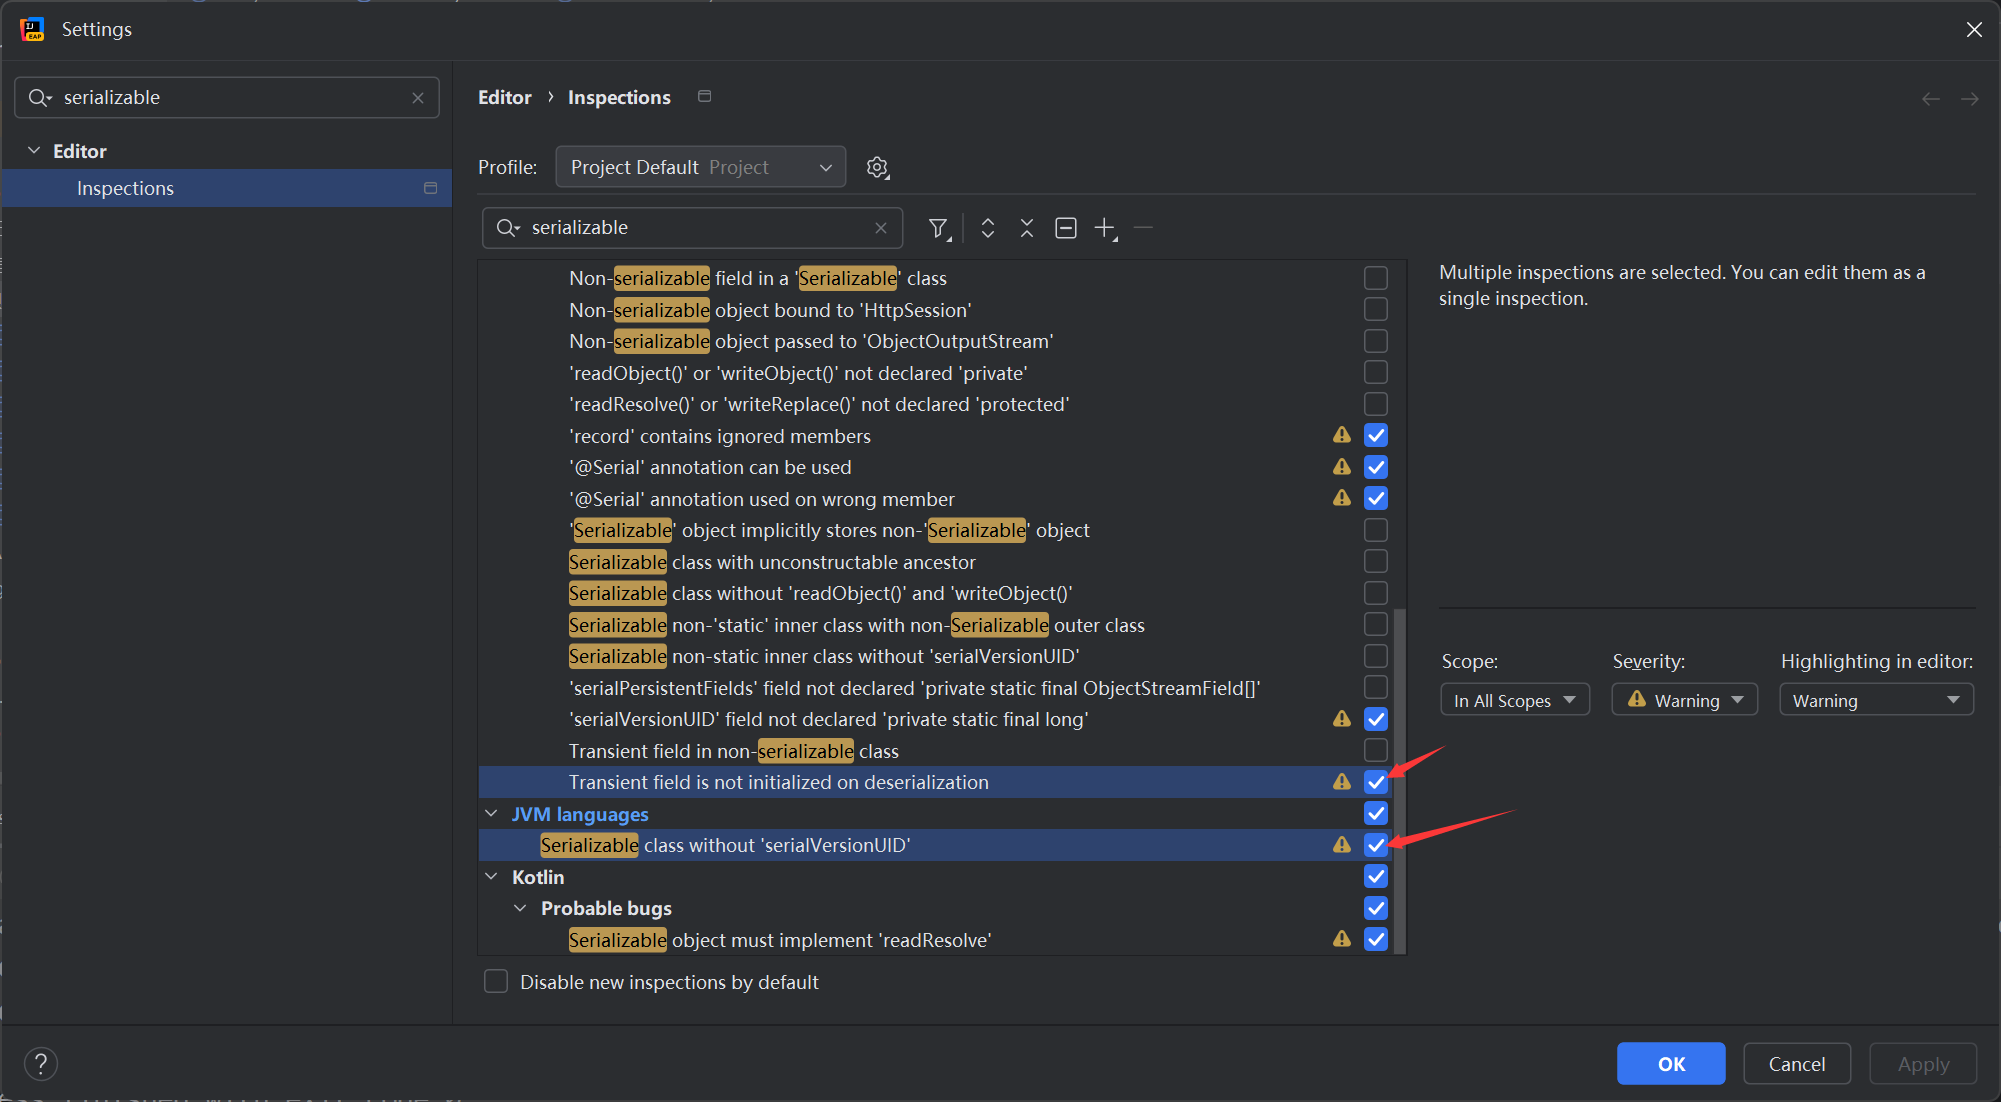 Settings
serializable
Editor
Inspections
Editor › Inspections
Profile: Project Default Project
serializable
Non-serializable field in a 'Serializable' class
Non-serializable object bound to 'HttpSession'
Non-serializable object passed to 'ObjectOutputStream'
'readObject()' or 'writeObject()' not declared 'private'
'readResolve()' or 'writeReplace()' not declared 'protected'
'record' contains ignored members
'@Serial' annotation can be used
'@Serial' annotation used on wrong member
'Serializable' object implicitly stores non-'Serializable' object
Serializable class with unconstructable ancestor
Serializable class without 'readObject()' and 'writeObject()'
Serializable non-'static' inner class with non-Serializable outer class
Serializable non-static inner class without 'serialVersionUID'
'serialPersistentFields' field not declared 'private static final ObjectStreamField[]'
'serialVersionUID' field not declared 'private static final long'
Transient field in non-serializable class
Transient field is not initialized on deserialization
JVM languages
Serializable class without 'serialVersionUID'
Kotlin
Probable bugs
Serializable object must implement 'readResolve'
Disable new inspections by default
Multiple inspections are selected. You can edit them as a
single inspection.
Scope: Severity: Highlighting in editor:
In All Scopes Warning Warning
? OK Cancel Apply